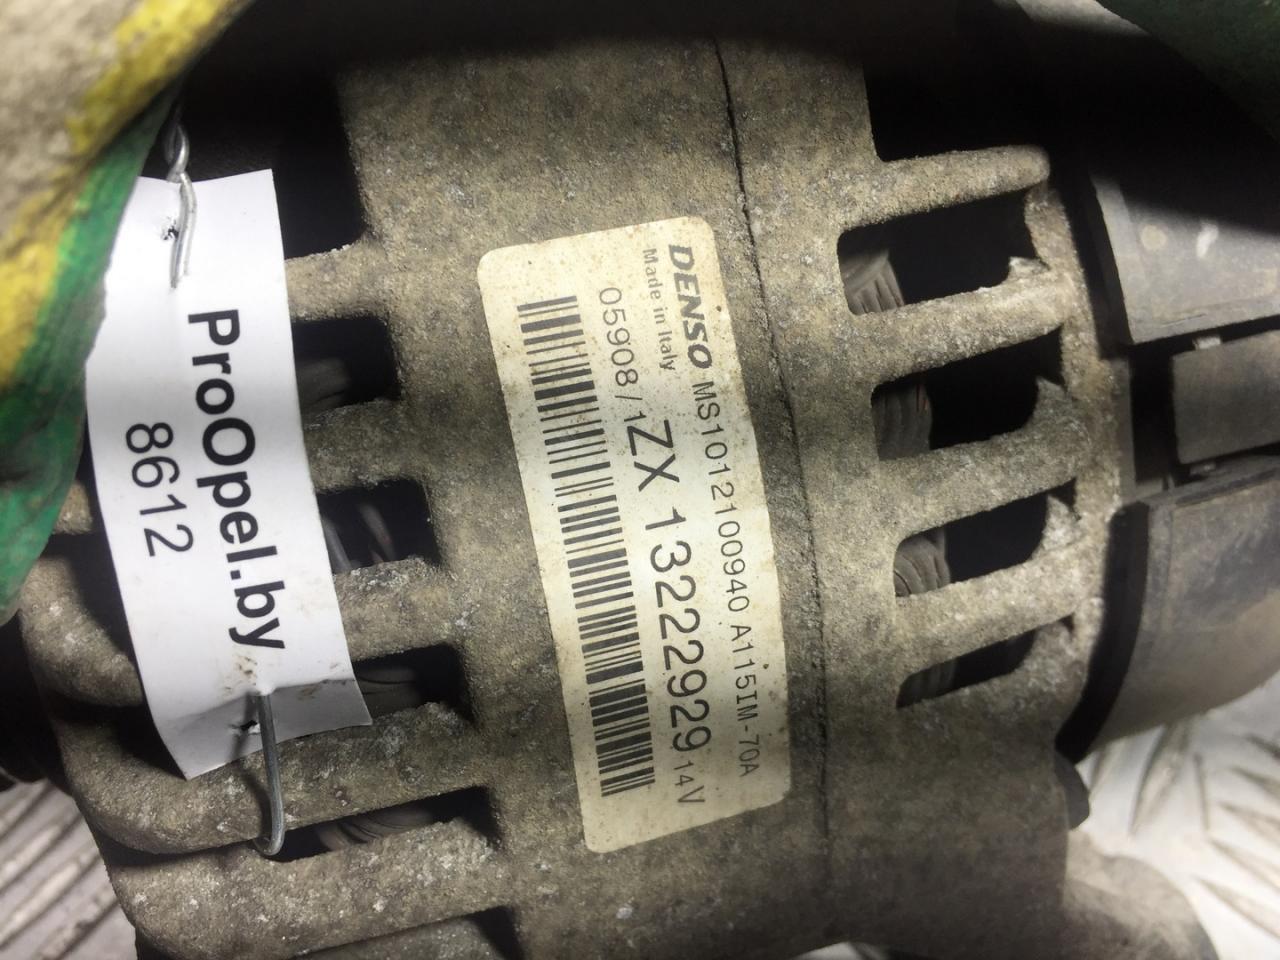 ProOpel.by
8612
DENSO MS1012100940 A115IM-70A
Made in Italy
05908/1ZX 13222929 14V